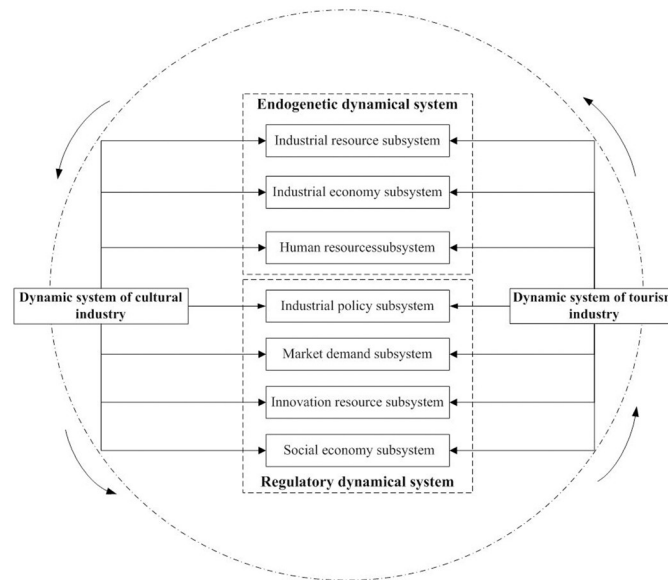 Endogenetic dynamical system
Industrial resource subsystem
Industrial economy subsystem
Human resourcessubsystem
Dynamic system of cultural
industry
Industrial policy subsystem
Dynamic system of tourism
industry
Market demand subsystem
Innovation resource subsystem
Social economy subsystem
Regulatory dynamical system